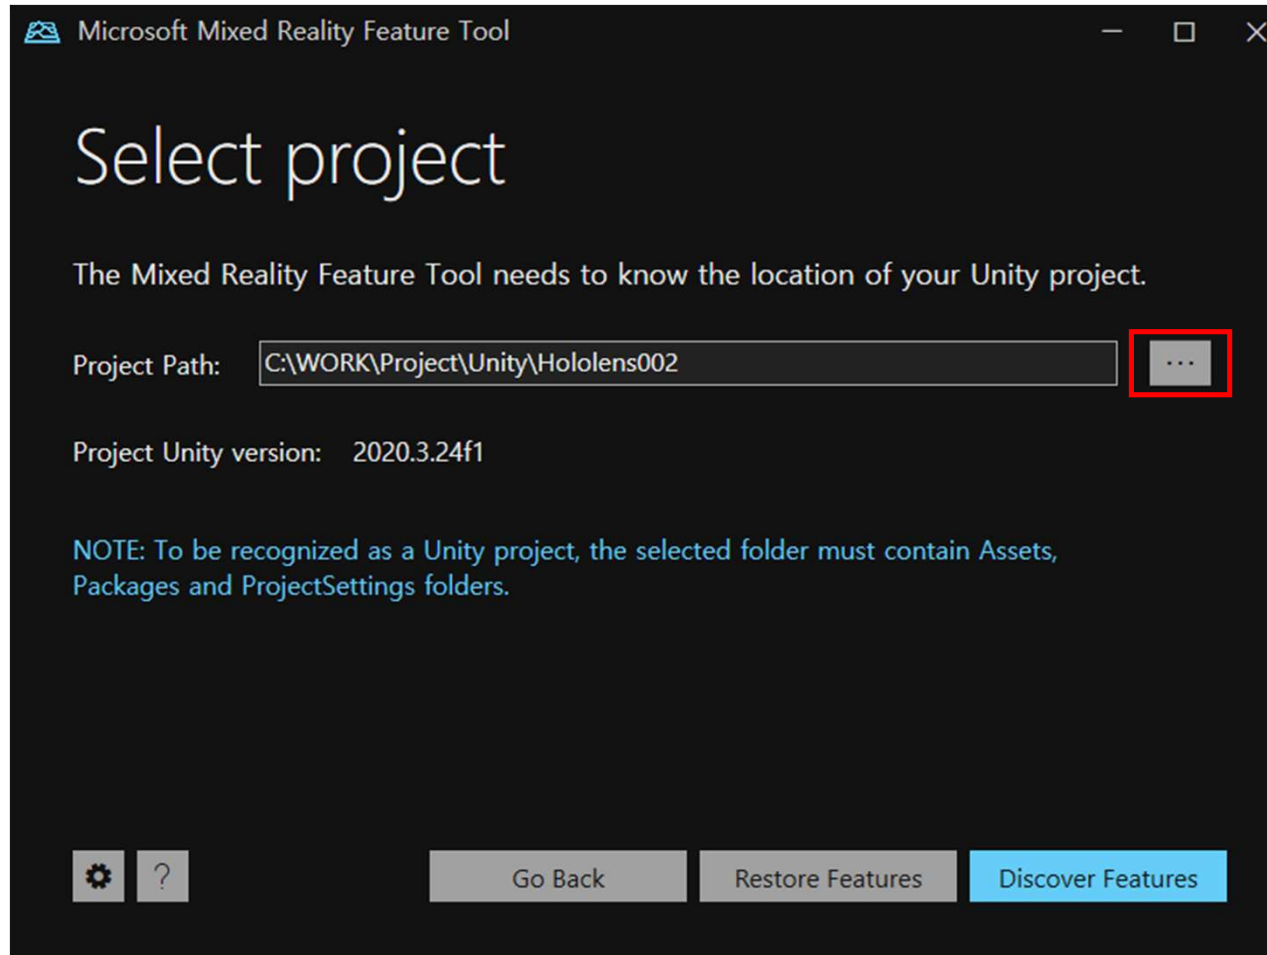 Microsoft Mixed Reality Feature Tool
Select project
The Mixed Reality Feature Tool needs to know the location of your Unity project.
Project Path: C:\WORK\Project\Unity\Hololens002 ...
Project Unity version: 2020.3.24f1
NOTE: To be recognized as a Unity project, the selected folder must contain Assets,
Packages and ProjectSettings folders.
? Go Back Restore Features Discover Features